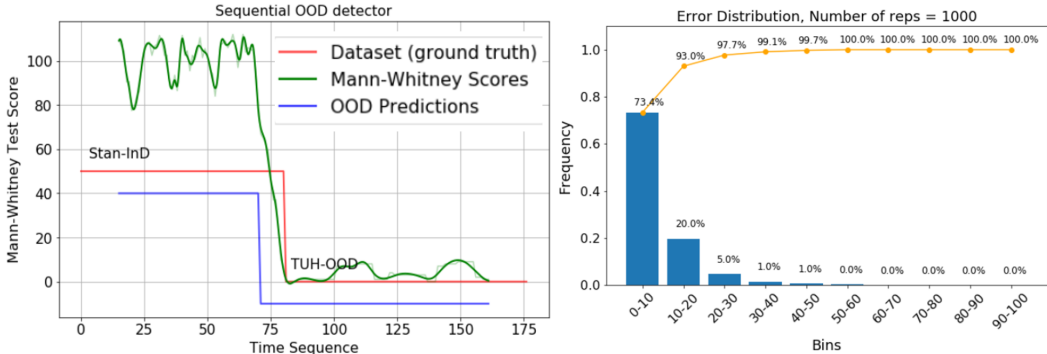 Sequential OOD detector
Mann-Whitney Test Score
100
80
60
40
20
0
Dataset (ground truth)
Mann-Whitney Scores
OOD Predictions
Stan-InD
TUH-OOD
0 25 50 75 100 125 150 175
Time Sequence
Error Distribution, Number of reps = 1000
Frequency
1.0
0.8
0.6
0.4
0.2
0.0
73.4% 93.0% 97.7% 99.1% 99.7% 100.0% 100.0% 100.0% 100.0% 100.0%
20.0% 5.0% 1.0% 1.0% 0.0% 0.0% 0.0% 0.0% 0.0%
0-10 10-20 20-30 30-40 40-50 50-60 60-70 70-80 80-90 90-100
Bins